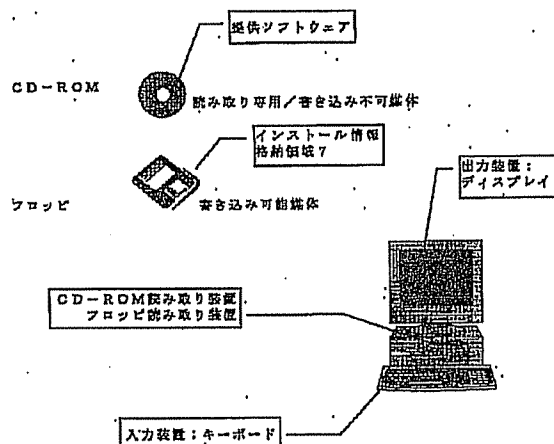 提供ソフトウェア
CD-ROM
読み取り専用/書き込み不可媒体
インストール情報
格納領域7
出力装置:
ディスプレイ
フロッピ
書き込み可能媒体
CD-ROM読み取り装置
フロッピ読み取り装置
入力装置;キーボード